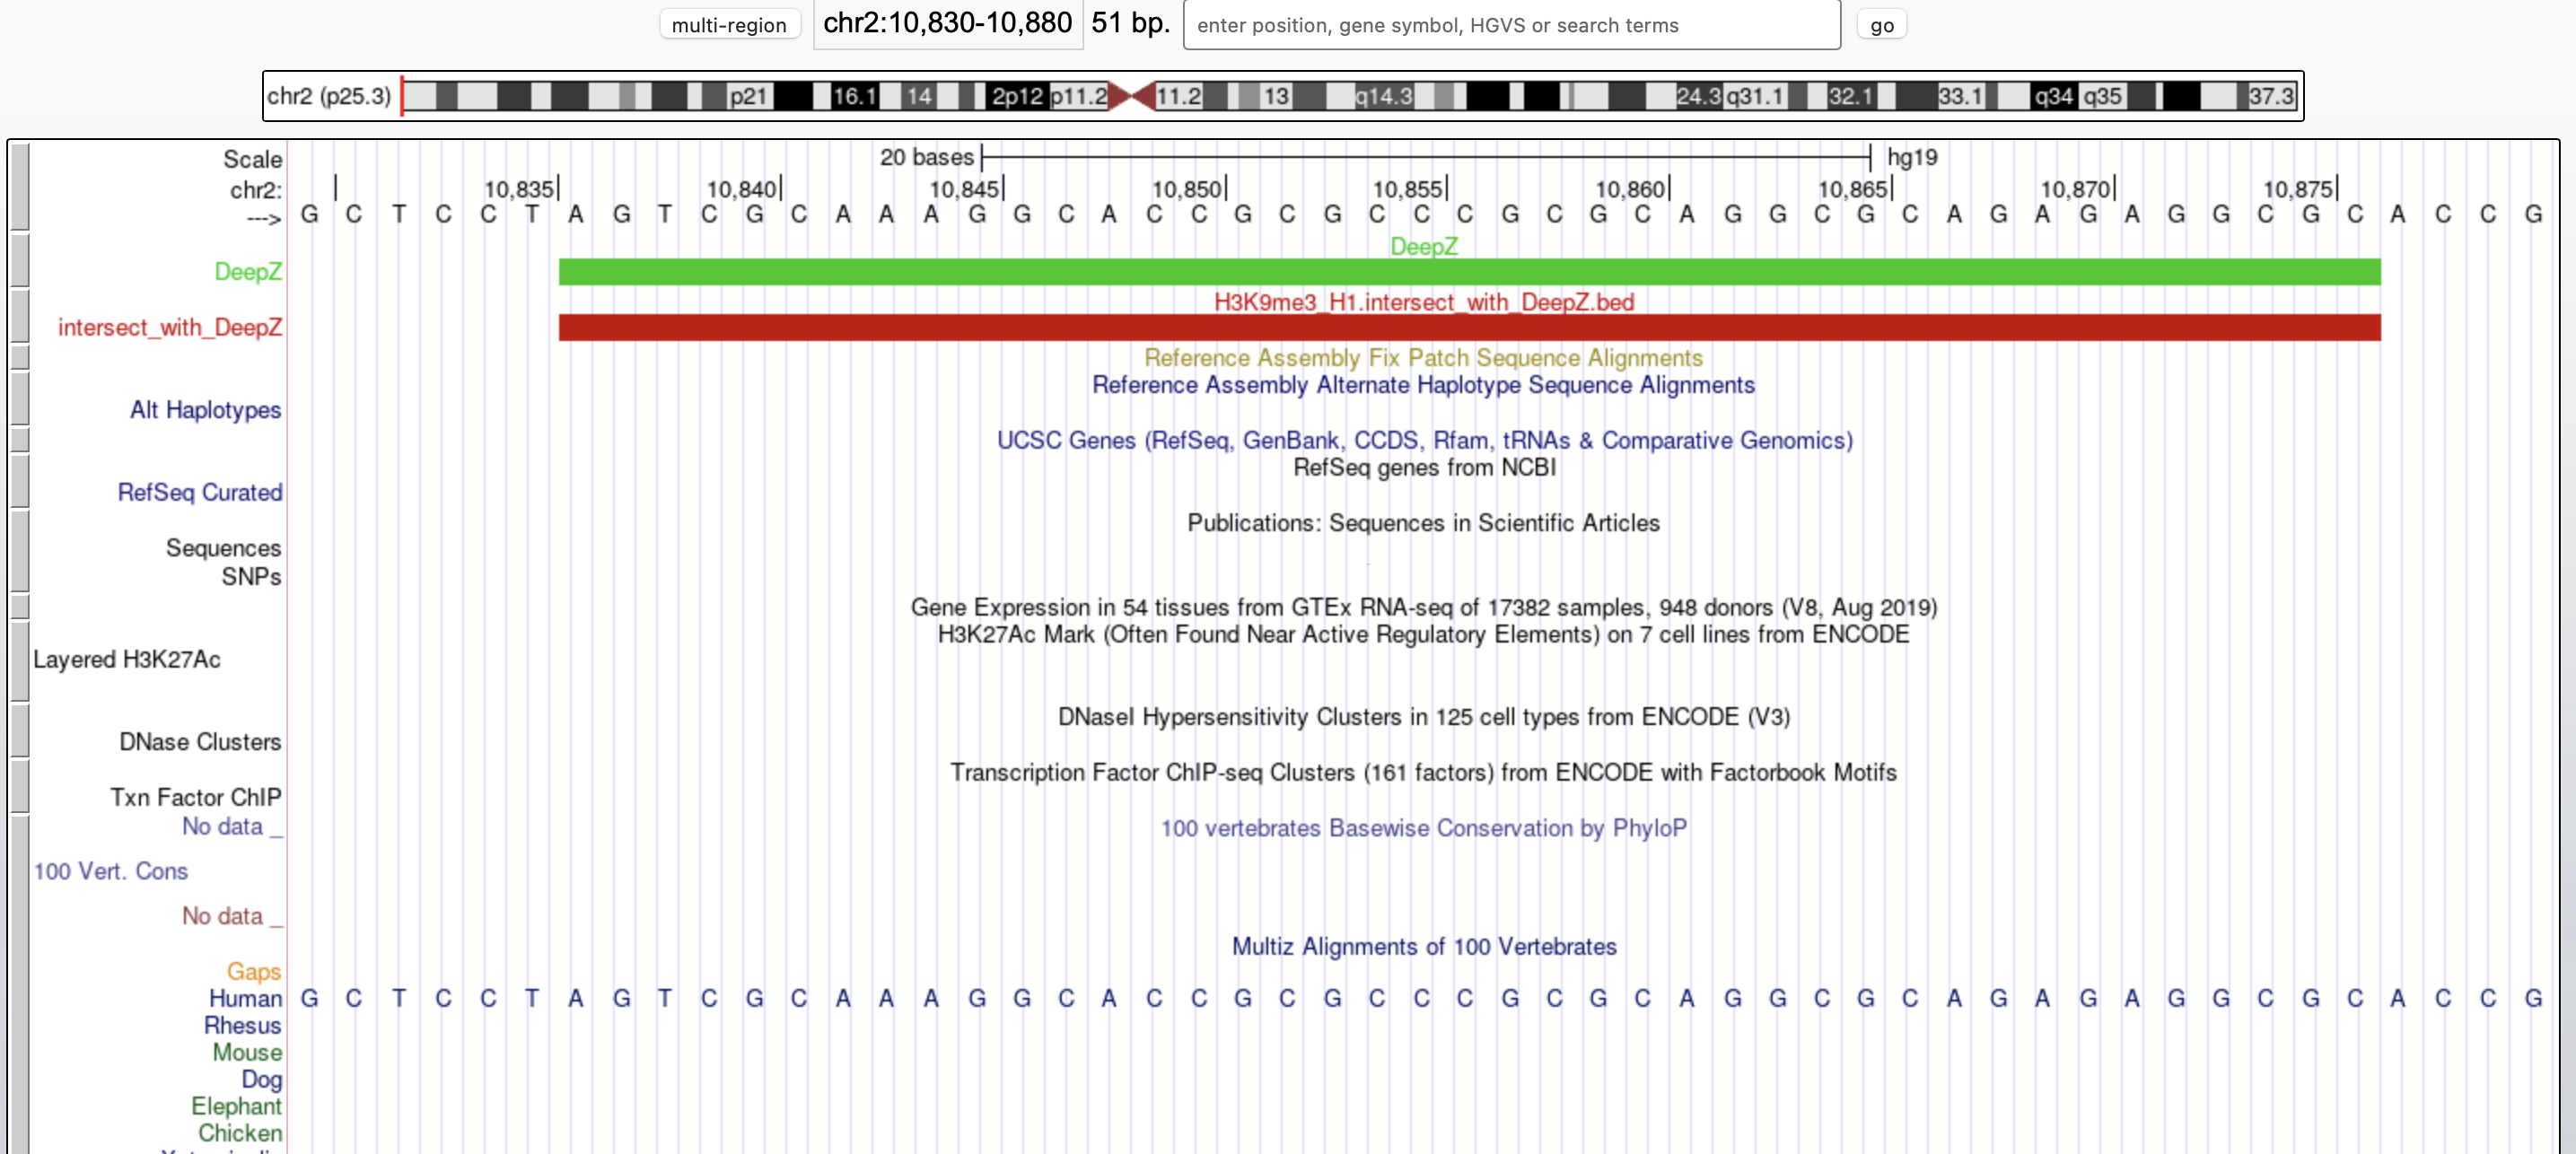 multi-region chr2:10,830-10,880 51 bp. enter position, gene symbol, HGVS or search terms go
chr2 (p25.3) p21 16.1 14 2p12 p11.2 11.2 13 q14.3 24.3 q31.1 32.1 33.1 q34 q35 37.3
Scale 20 bases hg19
chr2: 10,835 10,840 10,845 10,850 10,855 10,860 10,865 10,870 10,875
---> G C T C C T A G T C G C A A A G G C A C C G C G C C C G C G C A G G C G C A G A G A G G C G C A C C G
DeepZ
DeepZ
H3K9me3_H1.intersect_with_DeepZ.bed
intersect_with_DeepZ
Reference Assembly Fix Patch Sequence Alignments
Reference Assembly Alternate Haplotype Sequence Alignments
Alt Haplotypes
UCSC Genes (RefSeq, GenBank, CCDS, Rfam, tRNAs & Comparative Genomics)
RefSeq genes from NCBI
RefSeq Curated
Publications: Sequences in Scientific Articles
Sequences
SNPs
Gene Expression in 54 tissues from GTEx RNA-seq of 17382 samples, 948 donors (V8, Aug 2019)
H3K27Ac Mark (Often Found Near Active Regulatory Elements) on 7 cell lines from ENCODE
Layered H3K27Ac
DNaseI Hypersensitivity Clusters in 125 cell types from ENCODE (V3)
DNase Clusters
Transcription Factor ChIP-seq Clusters (161 factors) from ENCODE with Factorbook Motifs
Txn Factor ChIP
No data _ 100 vertebrates Basewise Conservation by PhyloP
100 Vert. Cons
No data _
Multiz Alignments of 100 Vertebrates
Gaps
Human G C T C C T A G T C G C A A A G G C A C C G C G C C C G C G C A G G C G C A G A G A G G C G C A C C G
Rhesus
Mouse
Dog
Elephant
Chicken